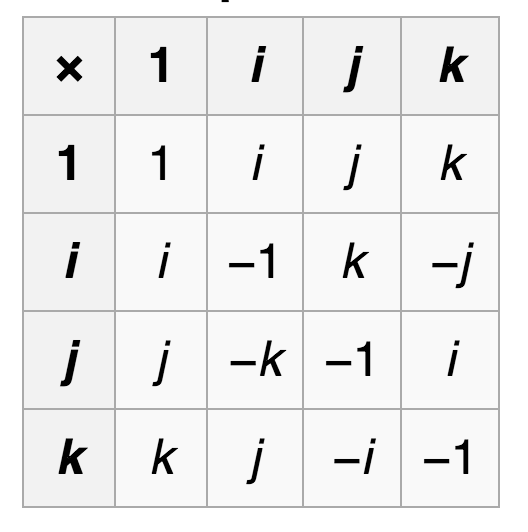 × 1 i j k
1 1 i j k
i i −1 k −j
j j −k −1 i
k k j −i −1